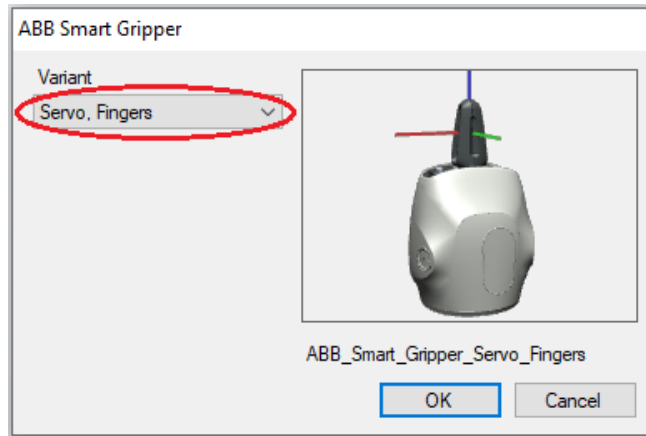 ABB Smart Gripper
Variant
Servo, Fingers
ABB_Smart_Gripper_Servo_Fingers
OK
Cancel